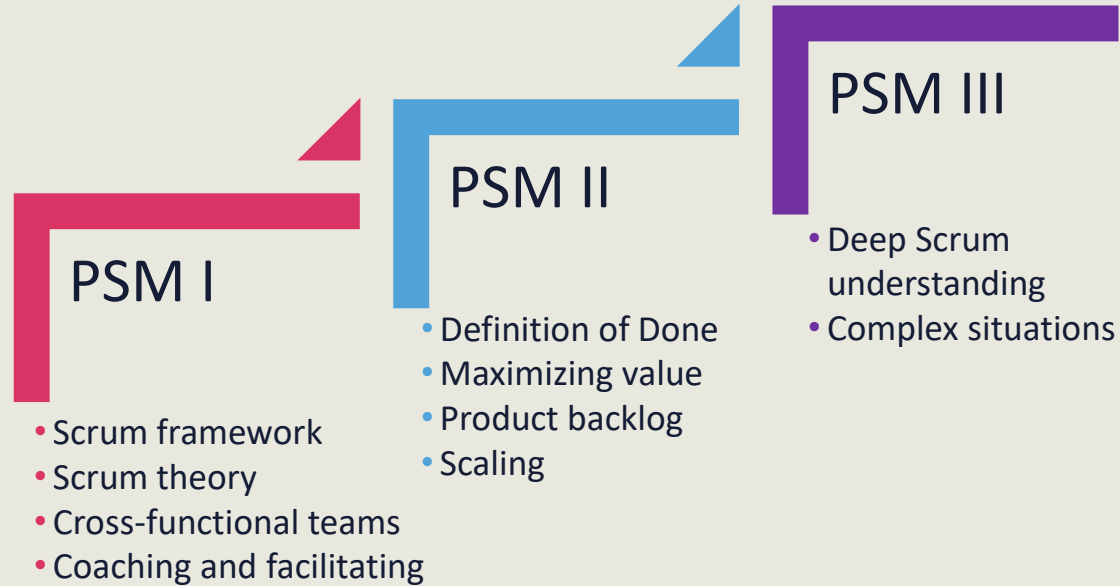 PSM I
• Scrum framework
• Scrum theory
• Cross-functional teams
• Coaching and facilitating
PSM II
• Definition of Done
• Maximizing value
• Product backlog
• Scaling
PSM III
• Deep Scrum
understanding
• Complex situations